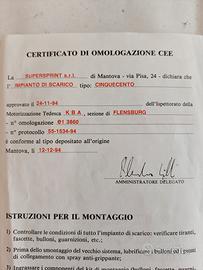 CERTIFICATO DI OMOLOGAZIONE CEE
La SUPERSPRINT s.r.l. di Mantova - via Pisa, 24 - dichiara che
l'IMPIANTO DI SCARICO tipo: CINQUECENTO
approvato il 24-11-94 dell'Ispettorato della
Motorizzazione Tedesca K B A, sezione di FLENSBURG
- n° omologazione e1 3860
- n° protocollo 55-1534-94
è conforme al tipo depositato all'origine
Mantova, li 12-12-94
AMMINISTRATORE DELEGATO
ISTRUZIONI PER IL MONTAGGIO
1) Controllare le condizioni di tutto l'impianto di scarico: verificare tiranti,
fascette, bulloni, guarnizioni, etc.;
2) Prima dello smontaggio del vecchio sistema, lubrificare i bulloni ed i punti
di collegamento con spray anti-grippante;